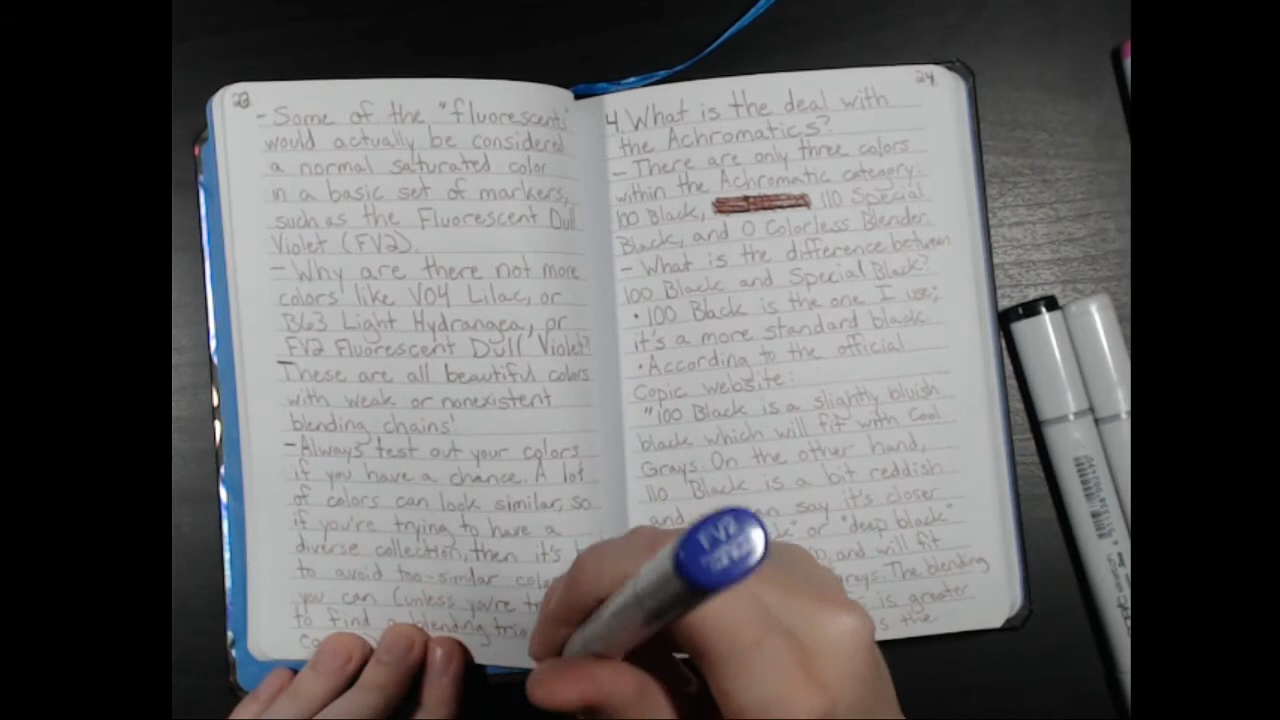 23
- Some of the "fluorescents"
would actually be considered
a normal saturated color
in a basic set of markers,
such as the Fluorescent Dull
Violet (FV2).
- Why are there not more
colors like V04 Lilac, or
B63 Light Hydrangea, or
FV2 Fluorescent Dull Violet?
These are all beautiful colors
with weak or nonexistent
blending chains!
- Always test out your colors
if you have a chance. A lot
of colors can look similar, so
if you're trying to have a
diverse collection, then it's
to avoid too-similar
you can (unless you're
to find a blending trio
24
4. What is the deal with
the Achromatics?
- There are only three colors
within the Achromatic category:
100 Black, 110 Special
Black, and 0 Colorless Blender.
- What is the difference between
100 Black and Special Black?
• 100 Black is the one I use;
it's a more standard black
• According to the official
Copic website:
"100 Black is a slightly bluish
black which will fit with Cool
Grays. On the other hand,
110 Black is a bit reddish
and say it's closer
or "deep black"
and will fit
The blending
is greater
the
FV2